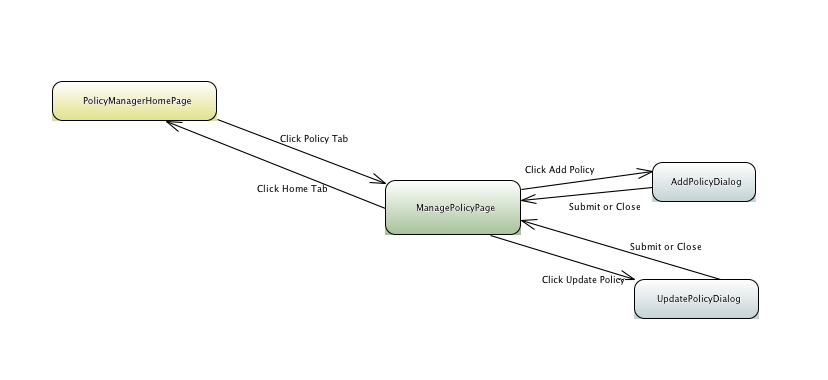 PolicyManagerHomePage
Click Policy Tab
Click Home Tab
Click Add Policy
AddPolicyDialog
ManagePolicyPage
Submit or Close
Submit or Close
Click Update Policy
UpdatePolicyDialog